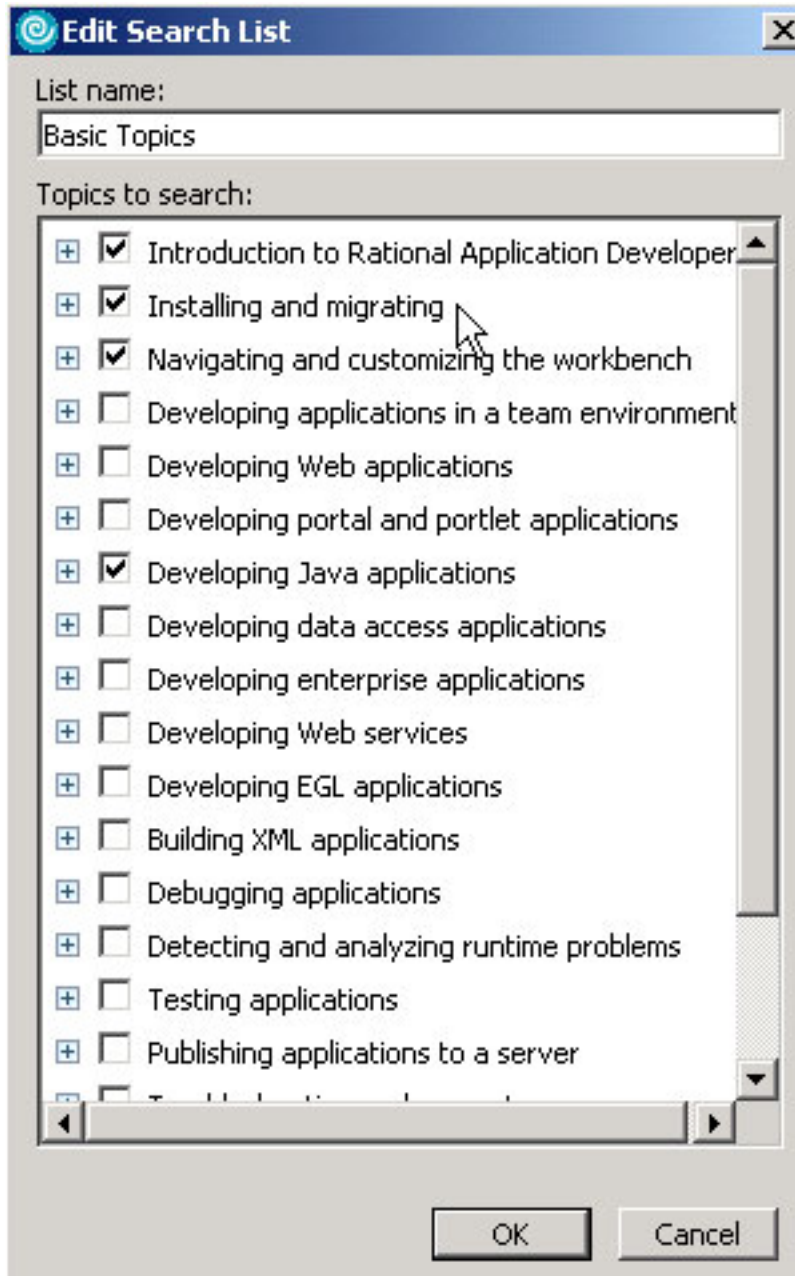 Edit Search List
List name:
Basic Topics
Topics to search:
Introduction to Rational Application Developer
Installing and migrating
Navigating and customizing the workbench
Developing applications in a team environment
Developing Web applications
Developing portal and portlet applications
Developing Java applications
Developing data access applications
Developing enterprise applications
Developing Web services
Developing EGL applications
Building XML applications
Debugging applications
Detecting and analyzing runtime problems
Testing applications
Publishing applications to a server
OK Cancel